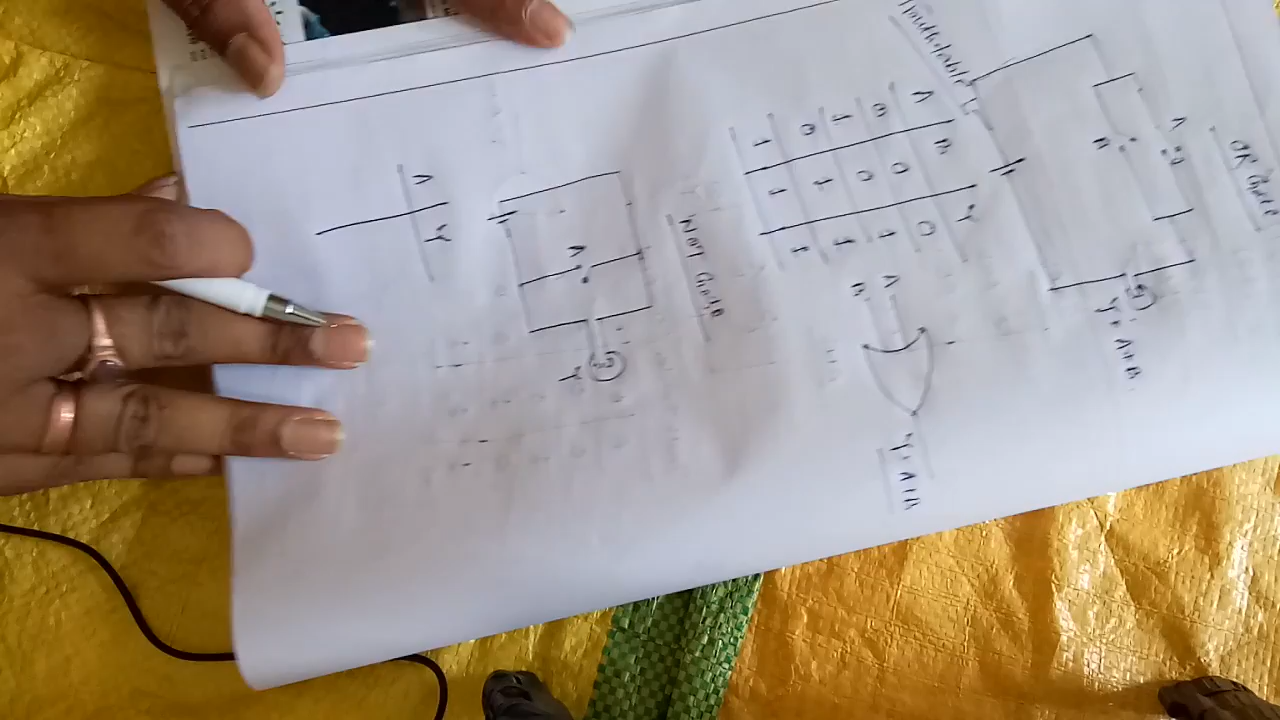 OR Gate
A
B
Y = A+B
Truth table
A B Y
0 0 0
1 0 1
0 1 1
1 1 1
A
B
Y = A+B
NOT Gate
A
Y
A Y